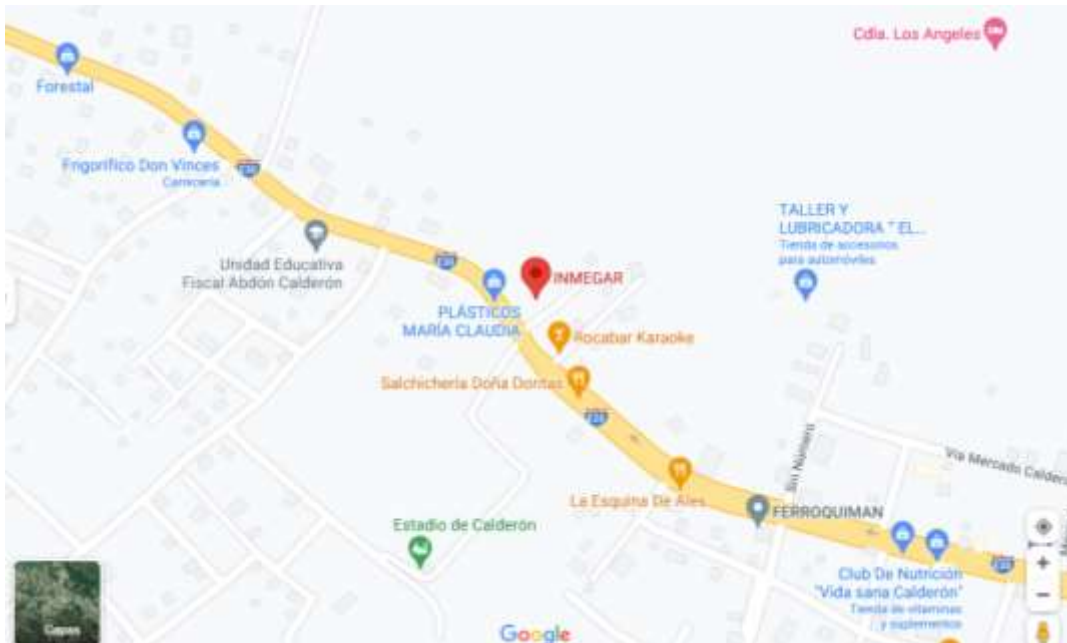 Cdla. Los Angeles
Forestal
Frigorífico Don Vinces
Carnicería
TALLER Y
LUBRICADORA " EL...
Tienda de accesorios
para automóviles
Unidad Educativa
Fiscal Abdón Calderón
INMEGAR
PLÁSTICOS
MARÍA CLAUDIA
Rocabar Karaoke
Salchichería Doña Doritas
Sin Número
Vía Mercado Calderó
La Esquina De Ales
FERROQUIMAN
Estadio de Calderón
Club De Nutrición
"Vida sana Calderón"
Tienda de vitaminas
y suplementos
Capas
Google